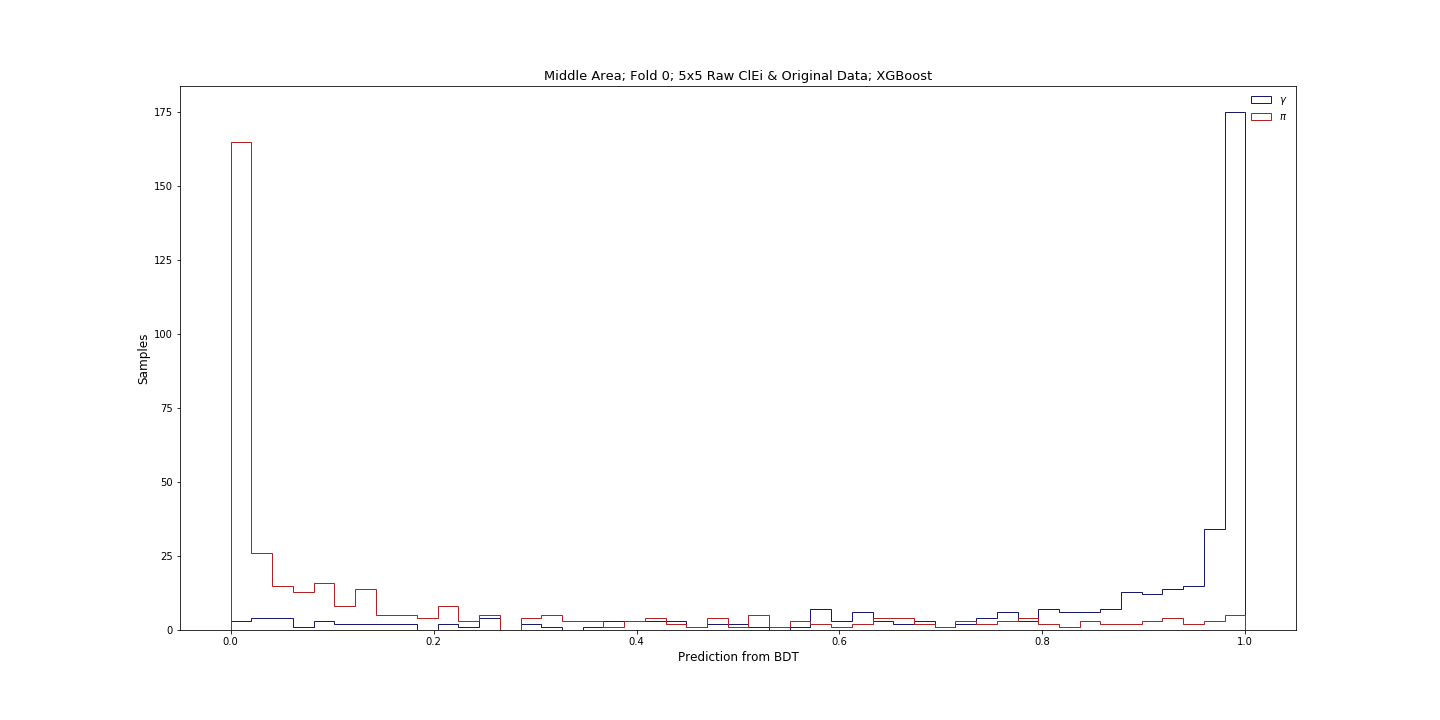 Middle Area; Fold 0; 5x5 Raw ClEi & Original Data; XGBoost
γ
π
175
150
125
100
75
50
25
0
Samples
0.0 0.2 0.4 0.6 0.8 1.0
Prediction from BDT